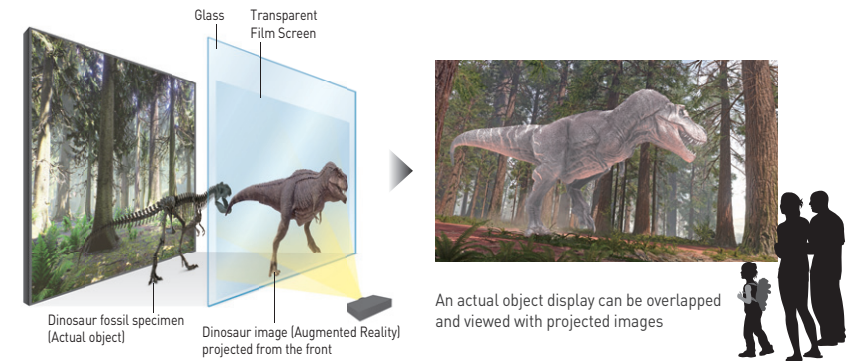 Glass
Transparent
Film Screen
Dinosaur fossil specimen
(Actual object)
Dinosaur image (Augmented Reality)
projected from the front
An actual object display can be overlapped
and viewed with projected images